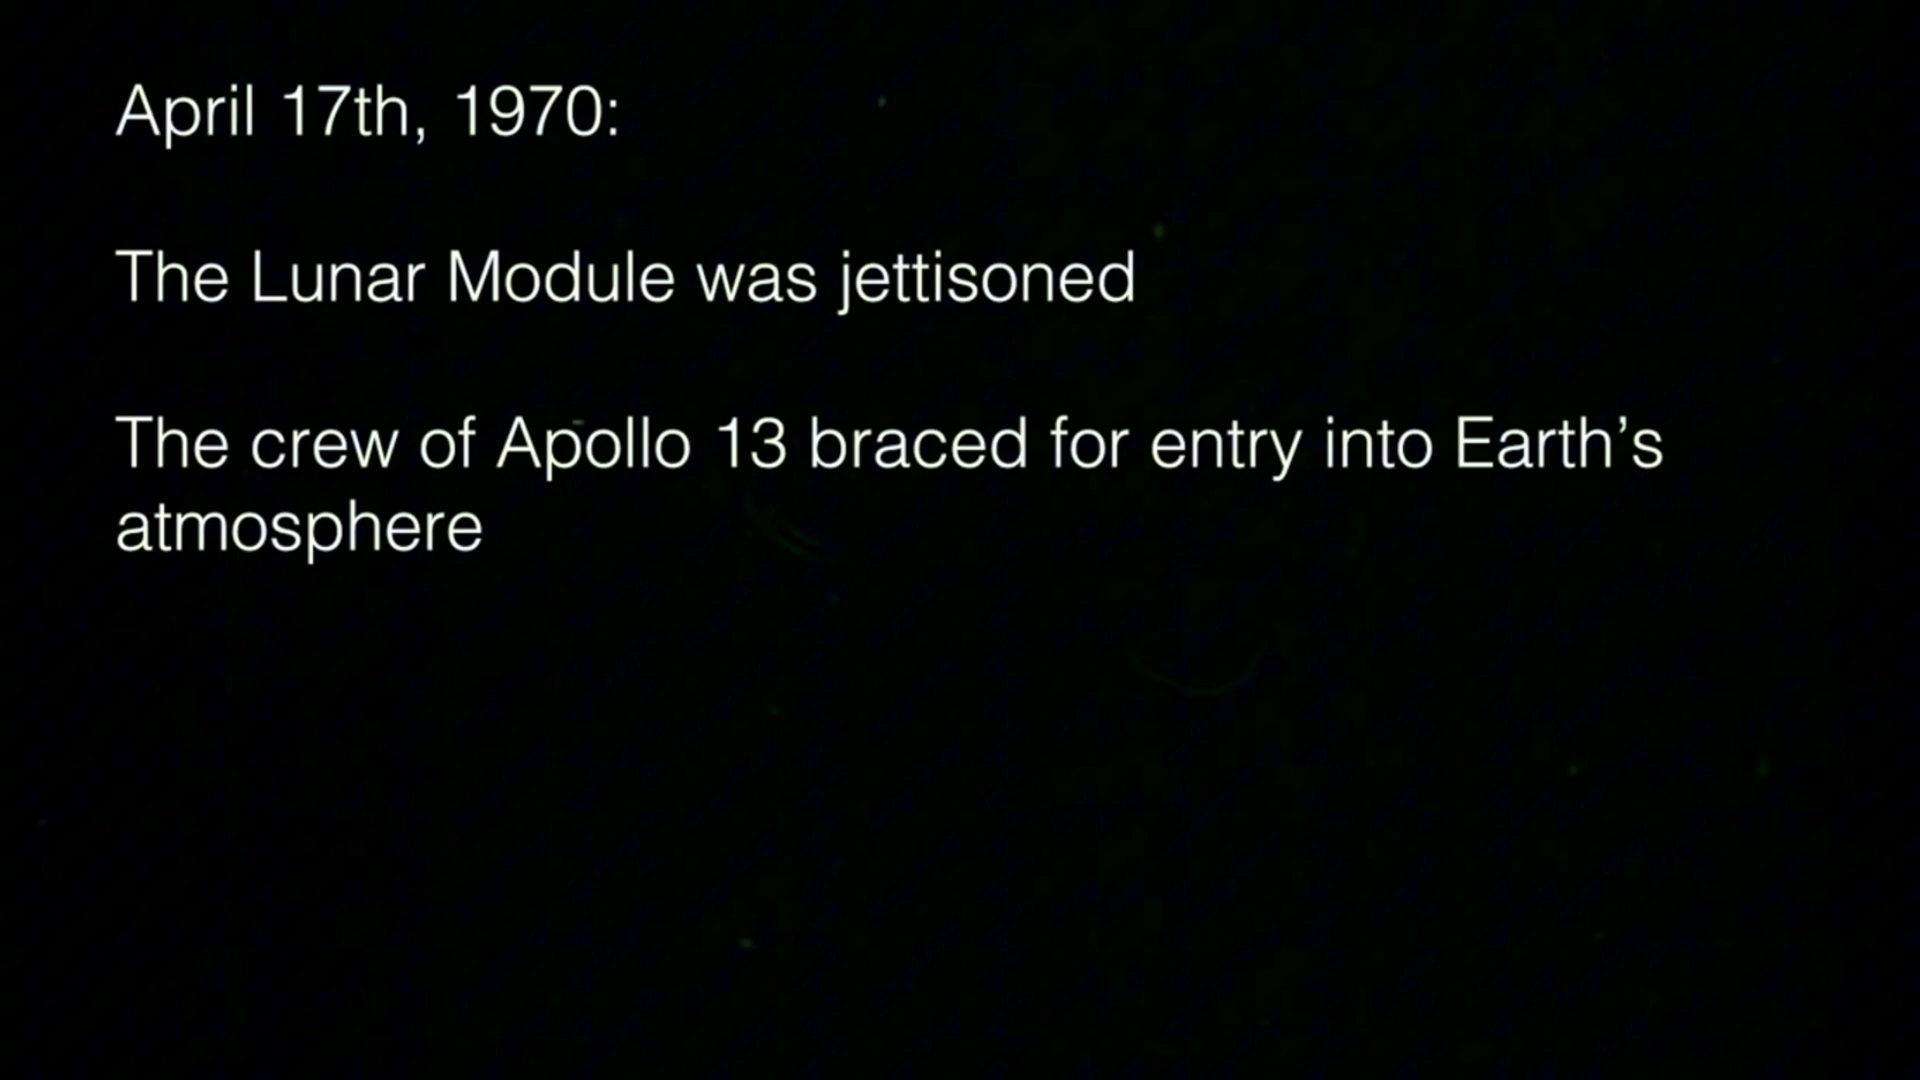 April 17th, 1970:
The Lunar Module was jettisoned
The crew of Apollo 13 braced for entry into Earth’s
atmosphere